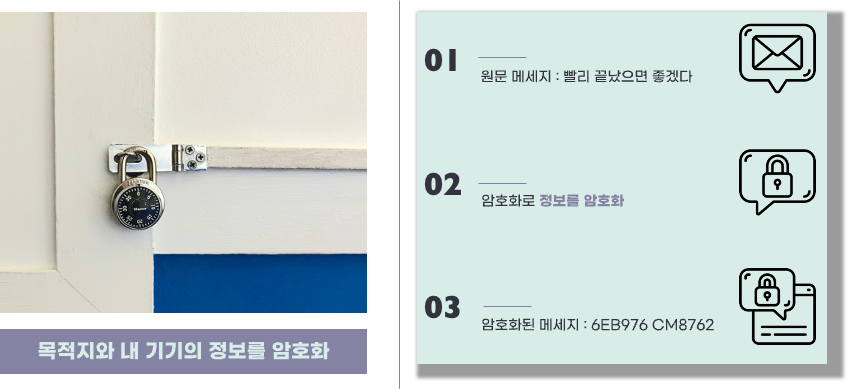 목적지와 내 기기의 정보를 암호화
01
원문 메세지 : 빨리 끝났으면 좋겠다
02
암호화로 정보를 암호화
03
암호화된 메세지 : 6EB976 CM8762